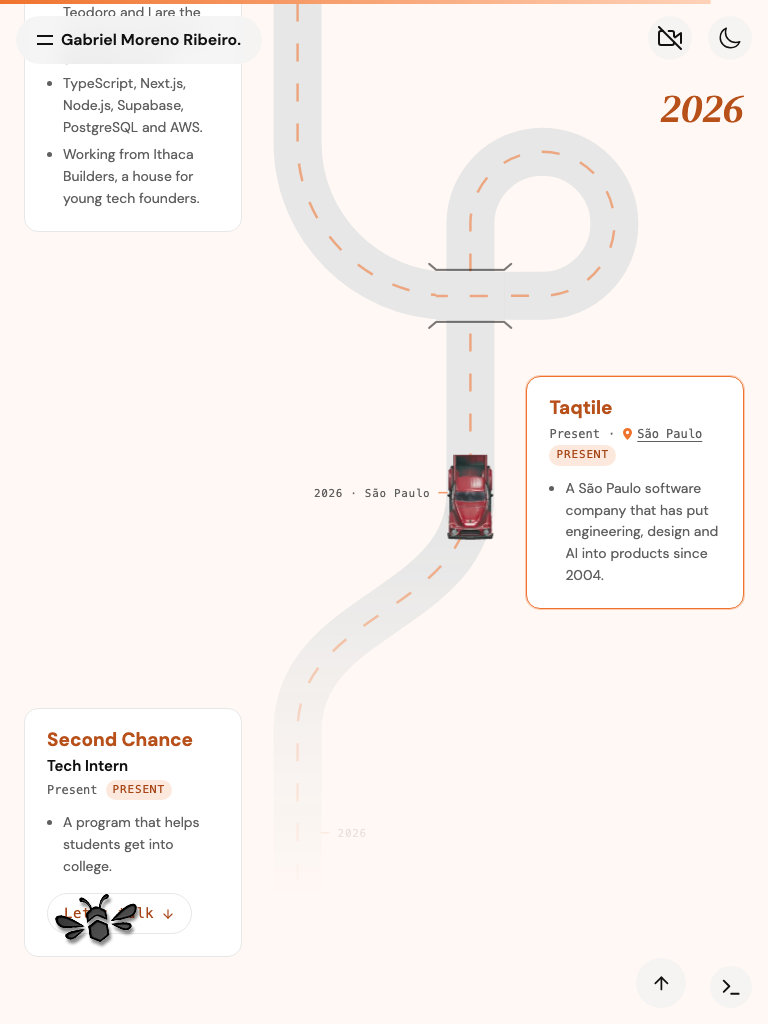 Teodoro and I are the
Gabriel Moreno Ribeiro.
TypeScript, Next.js,
Node.js, Supabase,
PostgreSQL and AWS.
Working from Ithaca
Builders, a house for
young tech founders.
2026
Taqtile
Present · São Paulo
PRESENT
A São Paulo software
company that has put
engineering, design and
AI into products since
2004.
2026 · São Paulo
Second Chance
Tech Intern
Present PRESENT
A program that helps
students get into
college.
2026